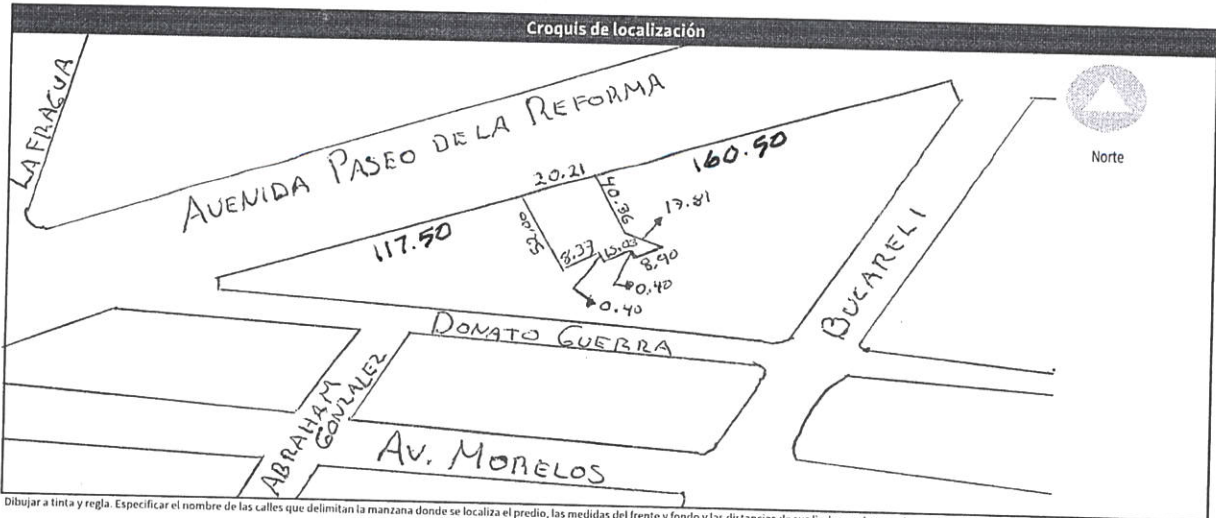 Croquis de localización
LAFRAGUA
AVENIDA PASEO DE LA REFORMA
Norte
160.50
20.21
40.36
13.81
117.50
52.00
8.37
15.03
8.90
0.40
0.40
BUCARELI
DONATO GUERRA
ABRAHAM
GONZALEZ
AV. MORELOS
Dibujar a tinta y regla. Especificar el nombre de las calles que delimitan la manzana donde se localiza el predio, las medidas del frente y fondo y las distancias de